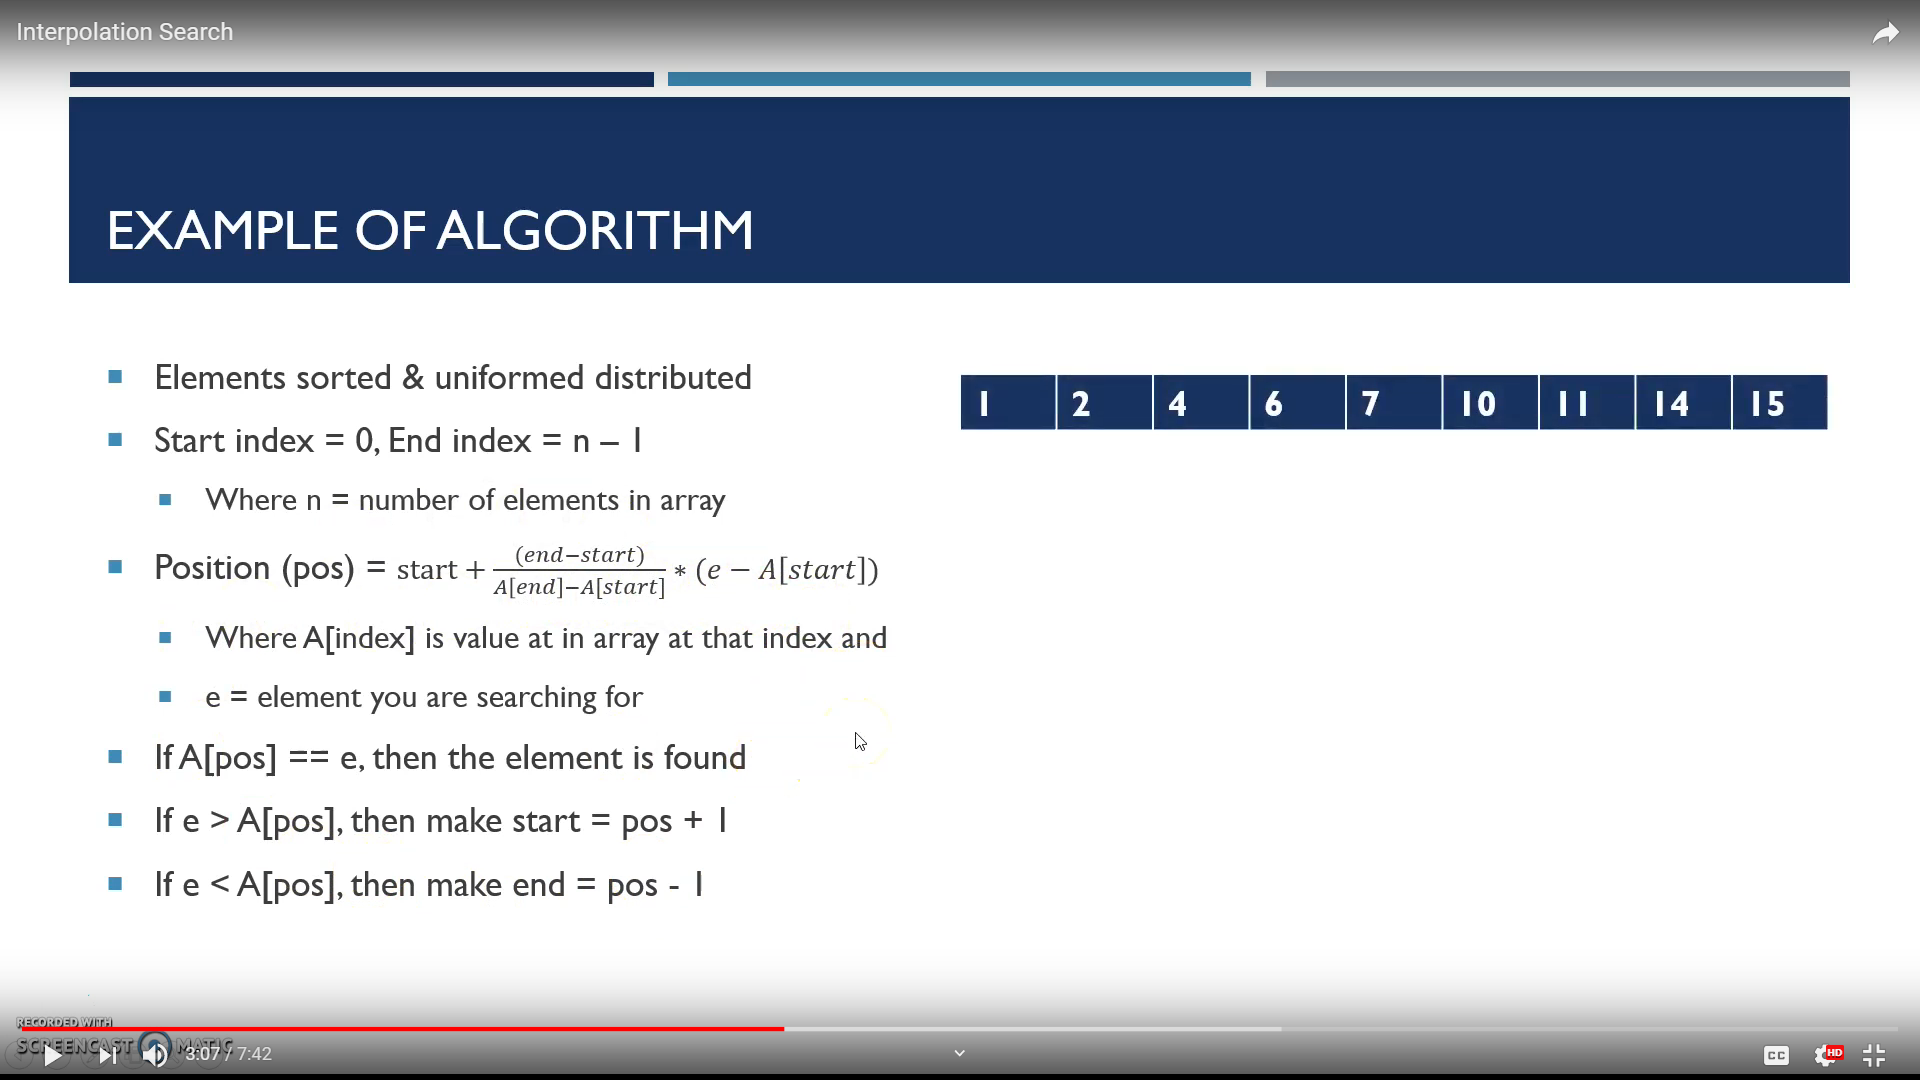 Interpolation Search
EXAMPLE OF ALGORITHM
Elements sorted & uniformed distributed
Start index = 0, End index = n – 1
Where n = number of elements in array
Position (pos) = start + (end−start) / A[end]−A[start] ∗ (e − A[start])
Where A[index] is value at in array at that index and
e = element you are searching for
If A[pos] == e, then the element is found
If e > A[pos], then make start = pos + 1
If e < A[pos], then make end = pos - 1
1 2 4 6 7 10 11 14 15
RECORDED WITH
SCREENCAST MATIC
3:07 / 7:42
CC
HD